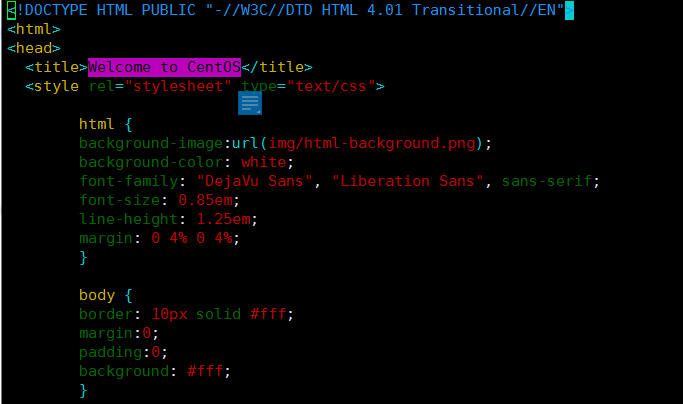 <!DOCTYPE HTML PUBLIC "-//W3C//DTD HTML 4.01 Transitional//EN">
<html>
<head>
  <title>Welcome to CentOS</title>
  <style rel="stylesheet" type="text/css">

        html {
        background-image:url(img/html-background.png);
        background-color: white;
        font-family: "DejaVu Sans", "Liberation Sans", sans-serif;
        font-size: 0.85em;
        line-height: 1.25em;
        margin: 0 4% 0 4%;
        }

        body {
        border: 10px solid #fff;
        margin:0;
        padding:0;
        background: #fff;
        }